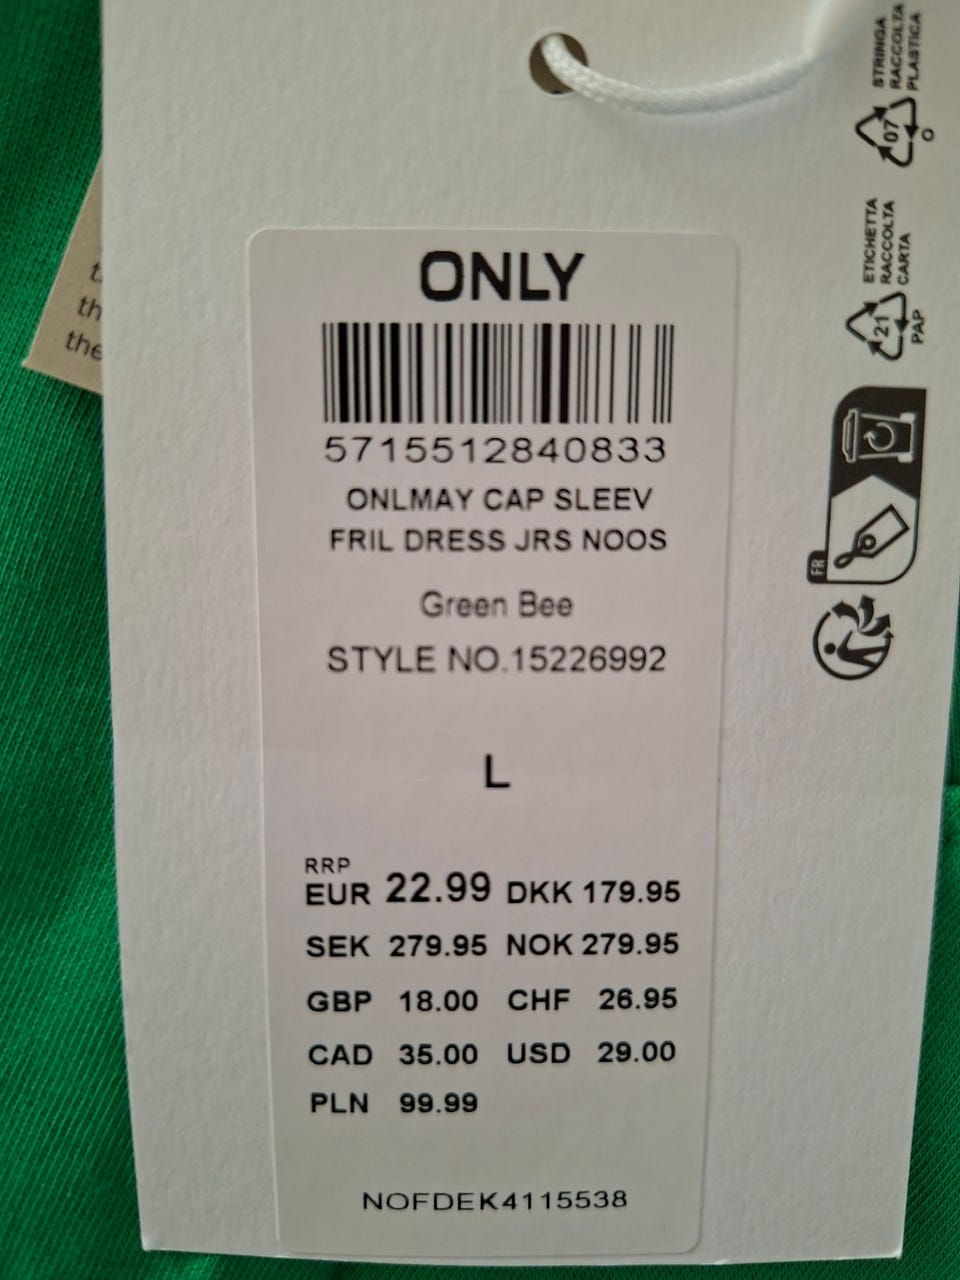 ONLY
5715512840833
ONLMAY CAP SLEEV
FRIL DRESS JRS NOOS
Green Bee
STYLE NO.15226992
L
RRP
EUR 22.99 DKK 179.95
SEK 279.95 NOK 279.95
GBP 18.00 CHF 26.95
CAD 35.00 USD 29.00
PLN 99.99
NOFDEK4115538
STRINGA
RACCOLTA
PLASTICA
07
O
ETICHETTA
RACCOLTA
CARTA
21
PAP
FR
th
the